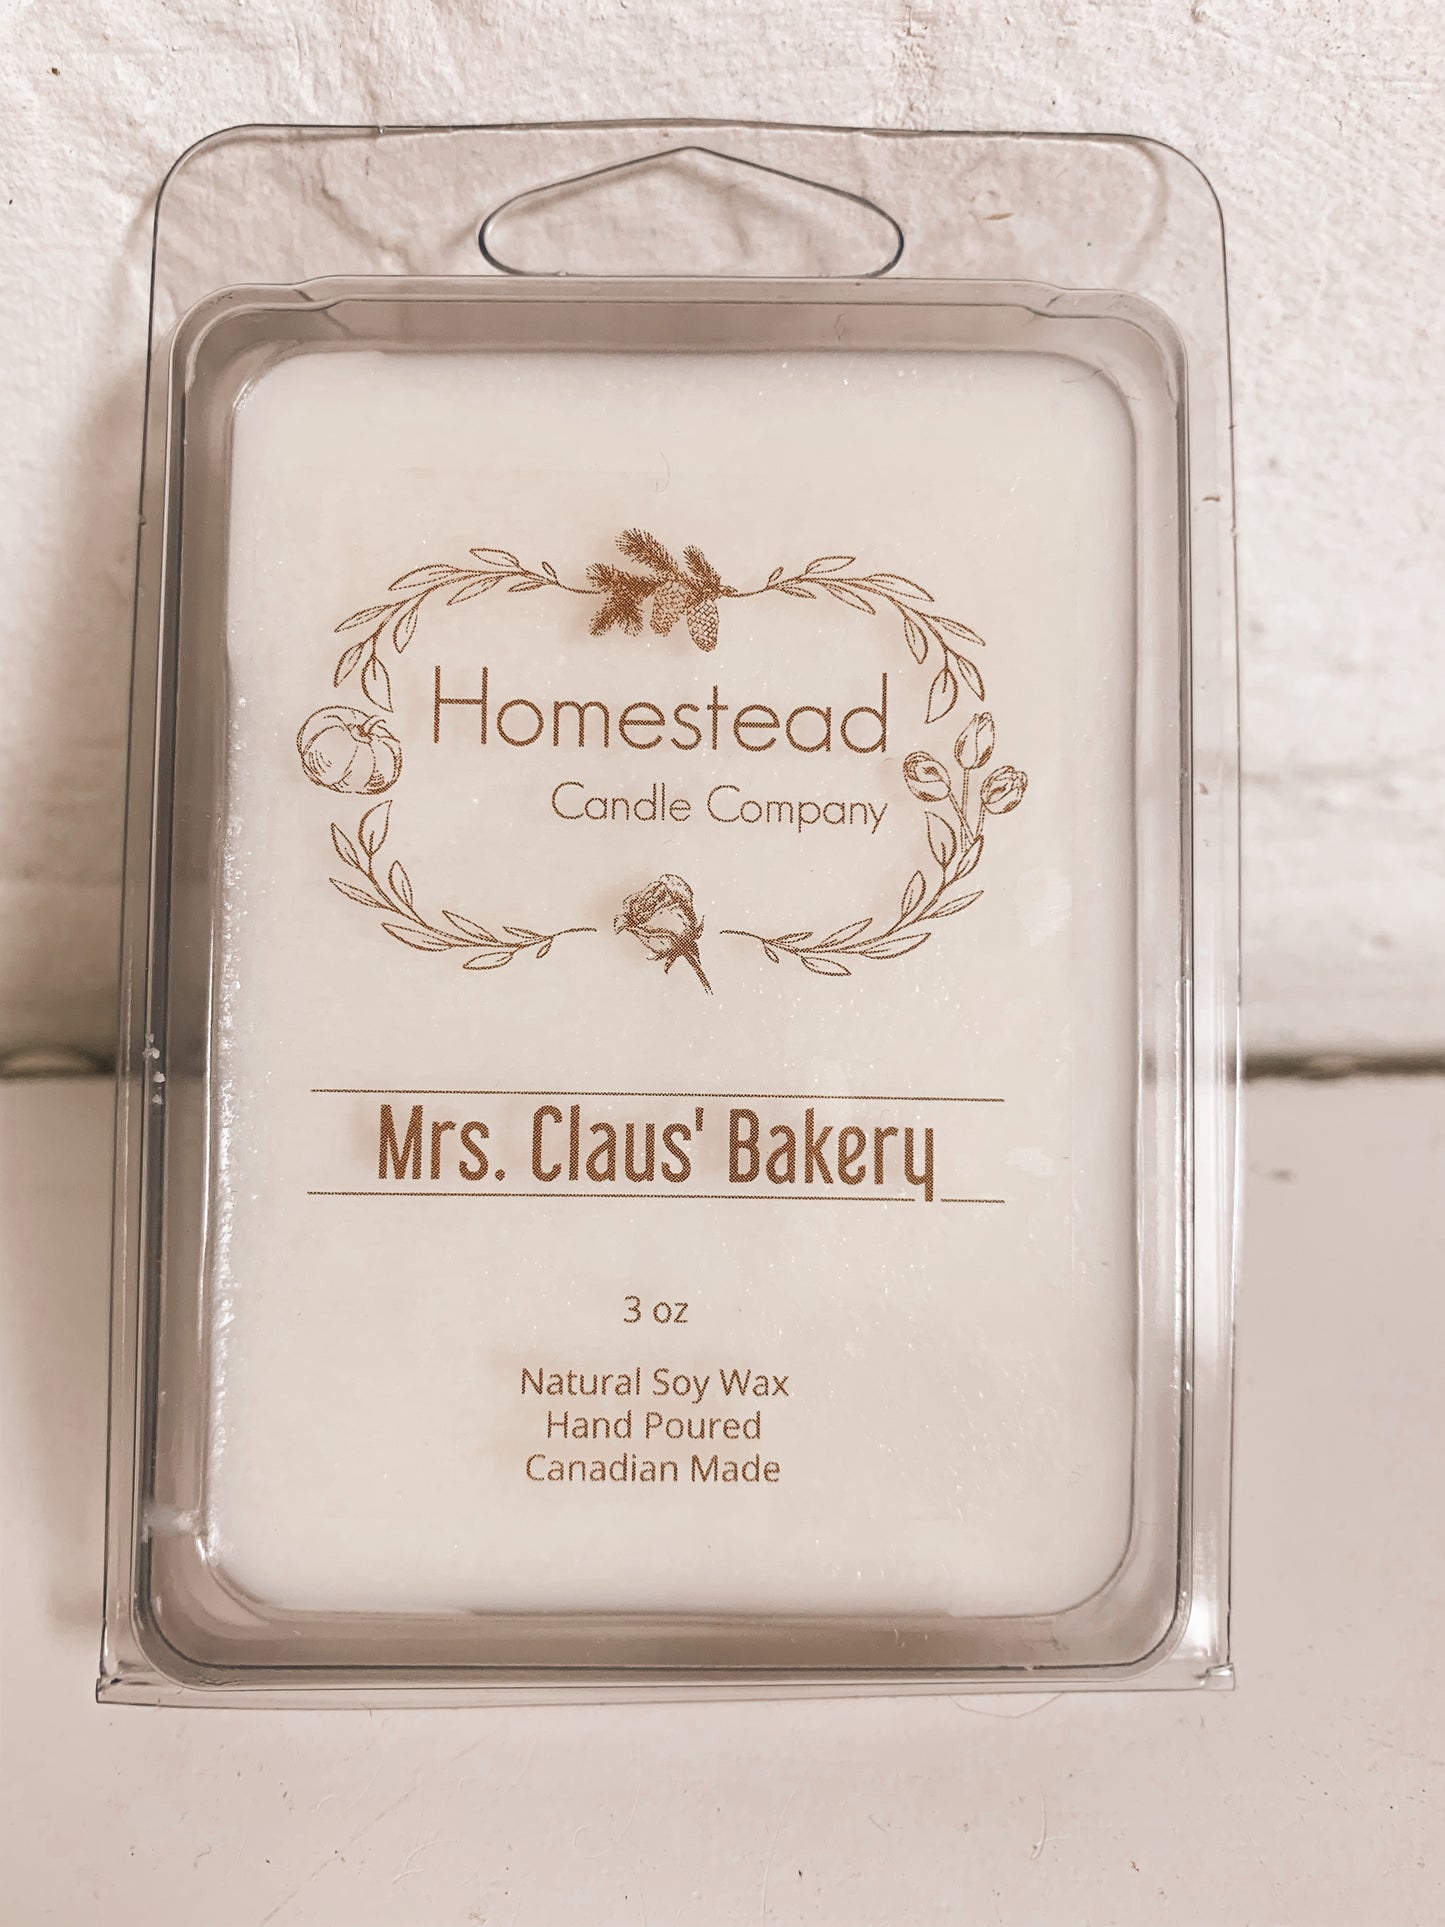 Homestead
Candle Company
Mrs. Claus' Bakery
3 oz
Natural Soy Wax
Hand Poured
Canadian Made